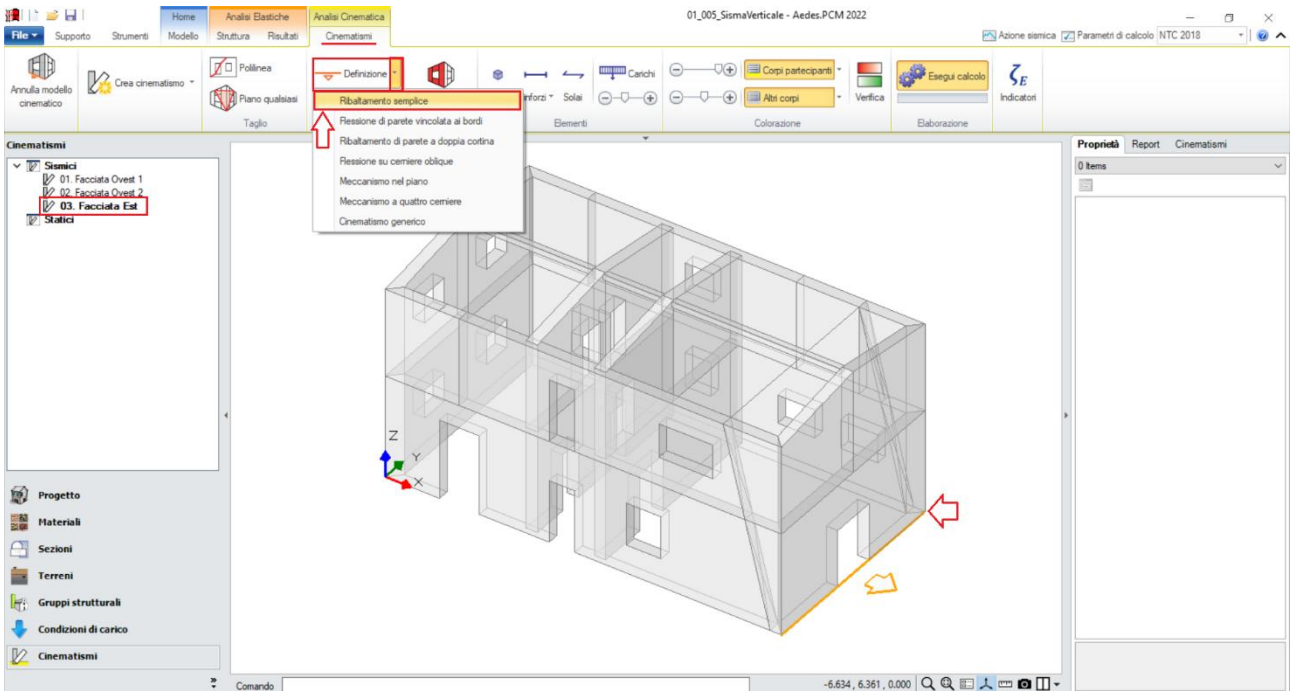 01_005_SismaVerticale - Aedes.PCM 2022
Home Analisi Elastiche Analisi Cinematica
File Supporto Strumenti Modello Struttura Risultati Cinematismi
Azione sismica Parametri di calcolo NTC 2018
Annulla modello
cinematico
Crea cinematismo
Polilinea
Piano qualsiasi
Taglio
Definizione
Ribaltamento semplice
Flessione di parete vincolata ai bordi
Ribaltamento di parete a doppia cortina
Flessione su cerniere oblique
Meccanismo nel piano
Meccanismo a quattro cerniere
Cinematismo generico
nforzi Solai
Carichi
Elementi
Corpi partecipanti
Altri corpi
Verifica
Colorazione
Esegui calcolo
Elaborazione
ζE
Indicatori
Cinematismi
Sismici
01. Facciata Ovest 1
02. Facciata Ovest 2
03. Facciata Est
Statici
Progetto
Materiali
Sezioni
Terreni
Gruppi strutturali
Condizioni di carico
Cinematismi
Z
Y
X
Proprietà Report Cinematismi
0 Items
Comando
-6.634 , 6.361 , 0.000